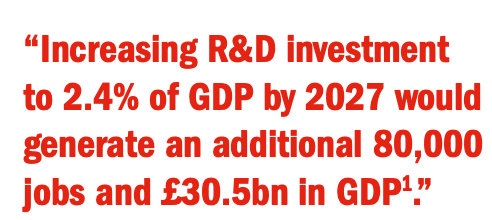 “Increasing R&D investment
to 2.4% of GDP by 2027 would
generate an additional 80,000
jobs and £30.5bn in GDP¹.”